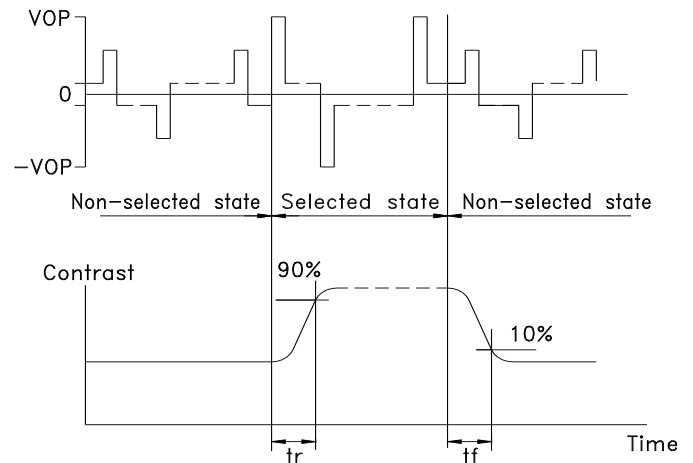 VOP
0
-VOP
Non-selected state
Selected state
Non-selected state
Contrast
90%
10%
Time
tr
tf